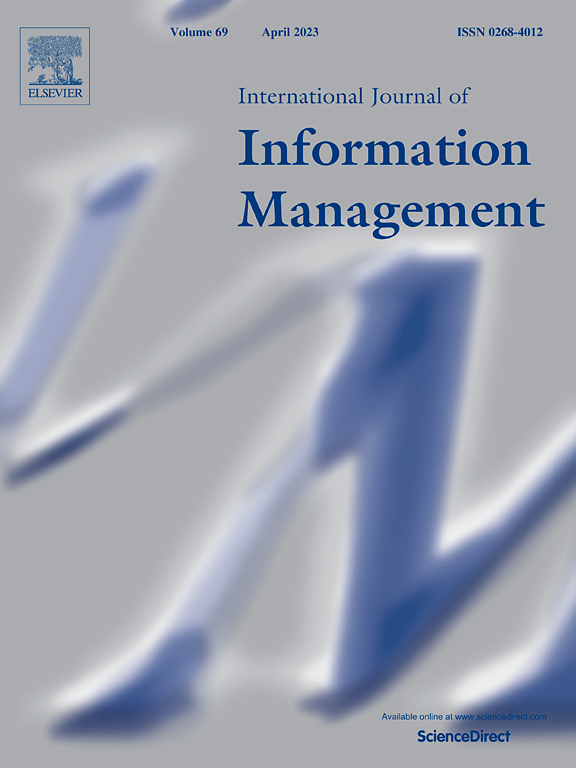 Volume 69 April 2023 ISSN 0268-4012
ELSEVIER
International Journal of
Information
Management
Available online at www.sciencedirect.com
ScienceDirect